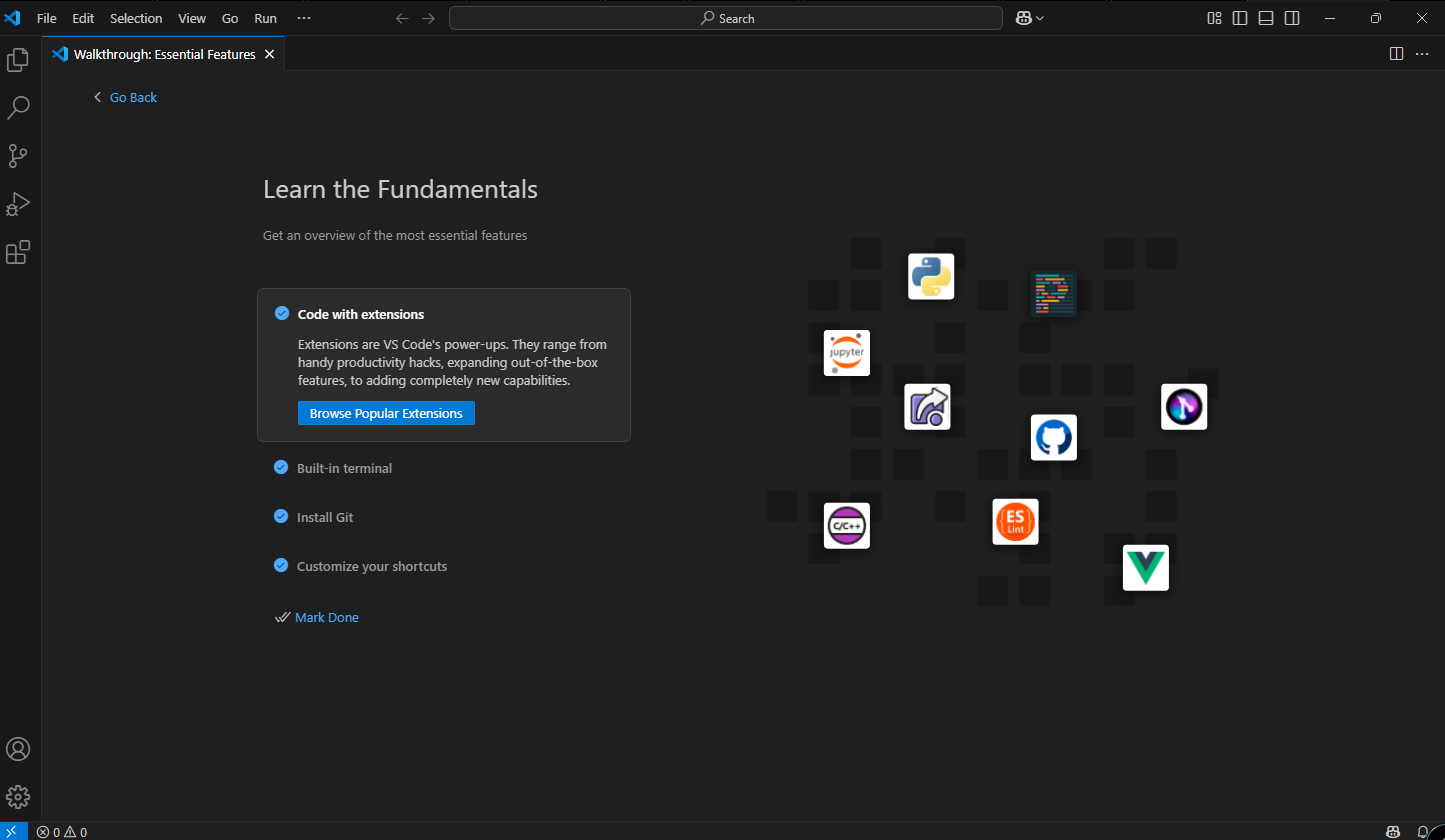 File Edit Selection View Go Run ···
Search
Walkthrough: Essential Features
Go Back
Learn the Fundamentals
Get an overview of the most essential features
Code with extensions
Extensions are VS Code's power-ups. They range from
handy productivity hacks, expanding out-of-the-box
features, to adding completely new capabilities.
Browse Popular Extensions
Built-in terminal
Install Git
Customize your shortcuts
Mark Done
jupyter
C/C++
ES
Lint
0 0